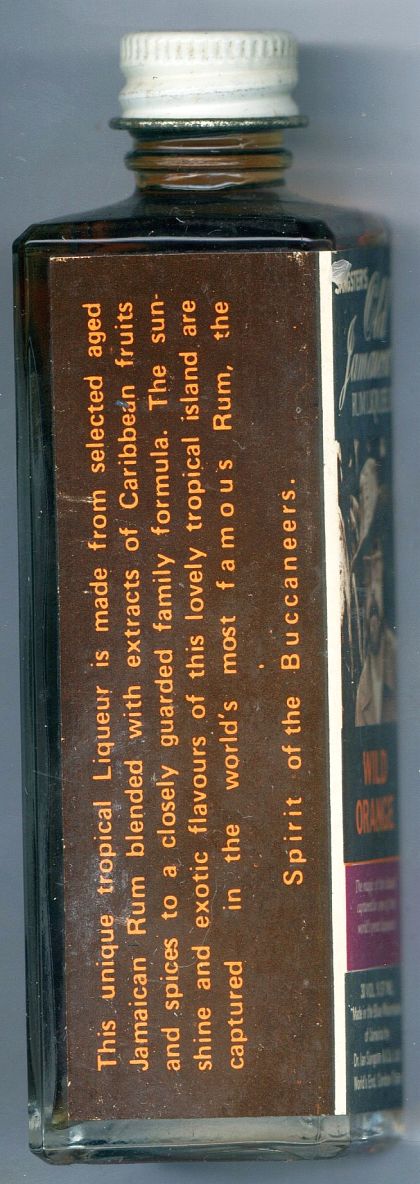 This unique tropical Liqueur is made from selected aged
Jamaican Rum blended with extracts of Caribbean fruits
and spices to a closely guarded family formula. The sun-
shine and exotic flavours of this lovely tropical island are
captured in the world's most famous Rum, the
Spirit of the Buccaneers.
SANGSTER'S
Old
WILD
ORANGE